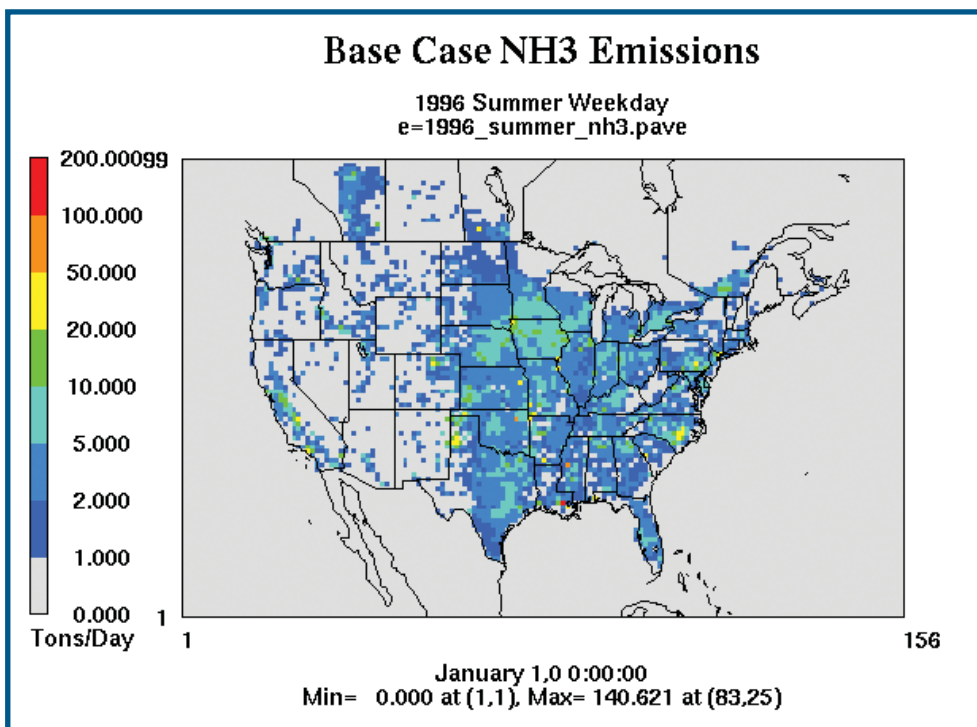 Base Case NH3 Emissions
1996 Summer Weekday
e=1996_summer_nh3.pave
200.00099
100.000
50.000
20.000
10.000
5.000
2.000
1.000
0.000 1
Tons/Day 1 156
January 1,0 0:00:00
Min= 0.000 at (1,1), Max= 140.621 at (83,25)